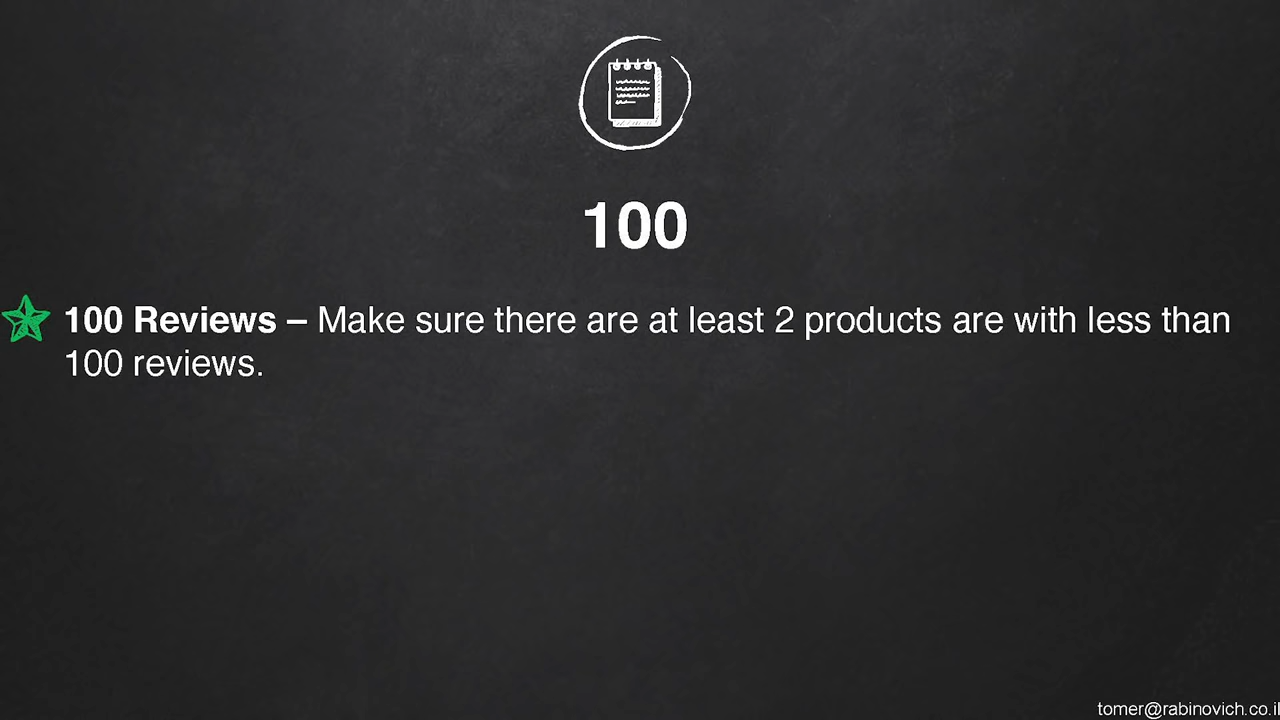 100
100 Reviews – Make sure there are at least 2 products are with less than
100 reviews.
tomer@rabinovich.co.il